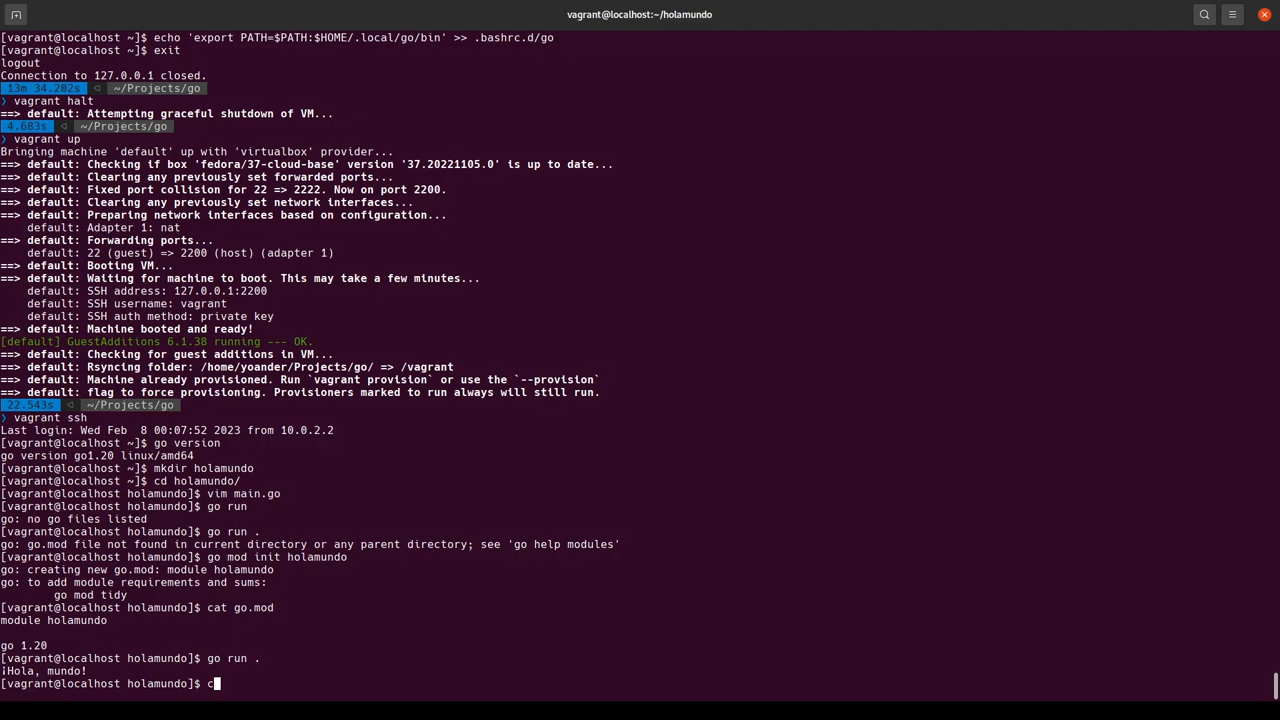 vagrant@localhost:~/holamundo
[vagrant@localhost ~]$ echo 'export PATH=$PATH:$HOME/.local/go/bin' >> .bashrc.d/go
[vagrant@localhost ~]$ exit
logout
Connection to 127.0.0.1 closed.
13m 34.202s ◁ ~/Projects/go
❯ vagrant halt
==> default: Attempting graceful shutdown of VM...
4.683s ◁ ~/Projects/go
❯ vagrant up
Bringing machine 'default' up with 'virtualbox' provider...
==> default: Checking if box 'fedora/37-cloud-base' version '37.20221105.0' is up to date...
==> default: Clearing any previously set forwarded ports...
==> default: Fixed port collision for 22 => 2222. Now on port 2200.
==> default: Clearing any previously set network interfaces...
==> default: Preparing network interfaces based on configuration...
    default: Adapter 1: nat
==> default: Forwarding ports...
    default: 22 (guest) => 2200 (host) (adapter 1)
==> default: Booting VM...
==> default: Waiting for machine to boot. This may take a few minutes...
    default: SSH address: 127.0.0.1:2200
    default: SSH username: vagrant
    default: SSH auth method: private key
==> default: Machine booted and ready!
[default] GuestAdditions 6.1.38 running --- OK.
==> default: Checking for guest additions in VM...
==> default: Rsyncing folder: /home/yoander/Projects/go/ => /vagrant
==> default: Machine already provisioned. Run `vagrant provision` or use the `--provision`
==> default: flag to force provisioning. Provisioners marked to run always will still run.
22.543s ◁ ~/Projects/go
❯ vagrant ssh
Last login: Wed Feb  8 00:07:52 2023 from 10.0.2.2
[vagrant@localhost ~]$ go version
go version go1.20 linux/amd64
[vagrant@localhost ~]$ mkdir holamundo
[vagrant@localhost ~]$ cd holamundo/
[vagrant@localhost holamundo]$ vim main.go
[vagrant@localhost holamundo]$ go run
go: no go files listed
[vagrant@localhost holamundo]$ go run .
go: go.mod file not found in current directory or any parent directory; see 'go help modules'
[vagrant@localhost holamundo]$ go mod init holamundo
go: creating new go.mod: module holamundo
go: to add module requirements and sums:
        go mod tidy
[vagrant@localhost holamundo]$ cat go.mod
module holamundo

go 1.20
[vagrant@localhost holamundo]$ go run .
¡Hola, mundo!
[vagrant@localhost holamundo]$ c